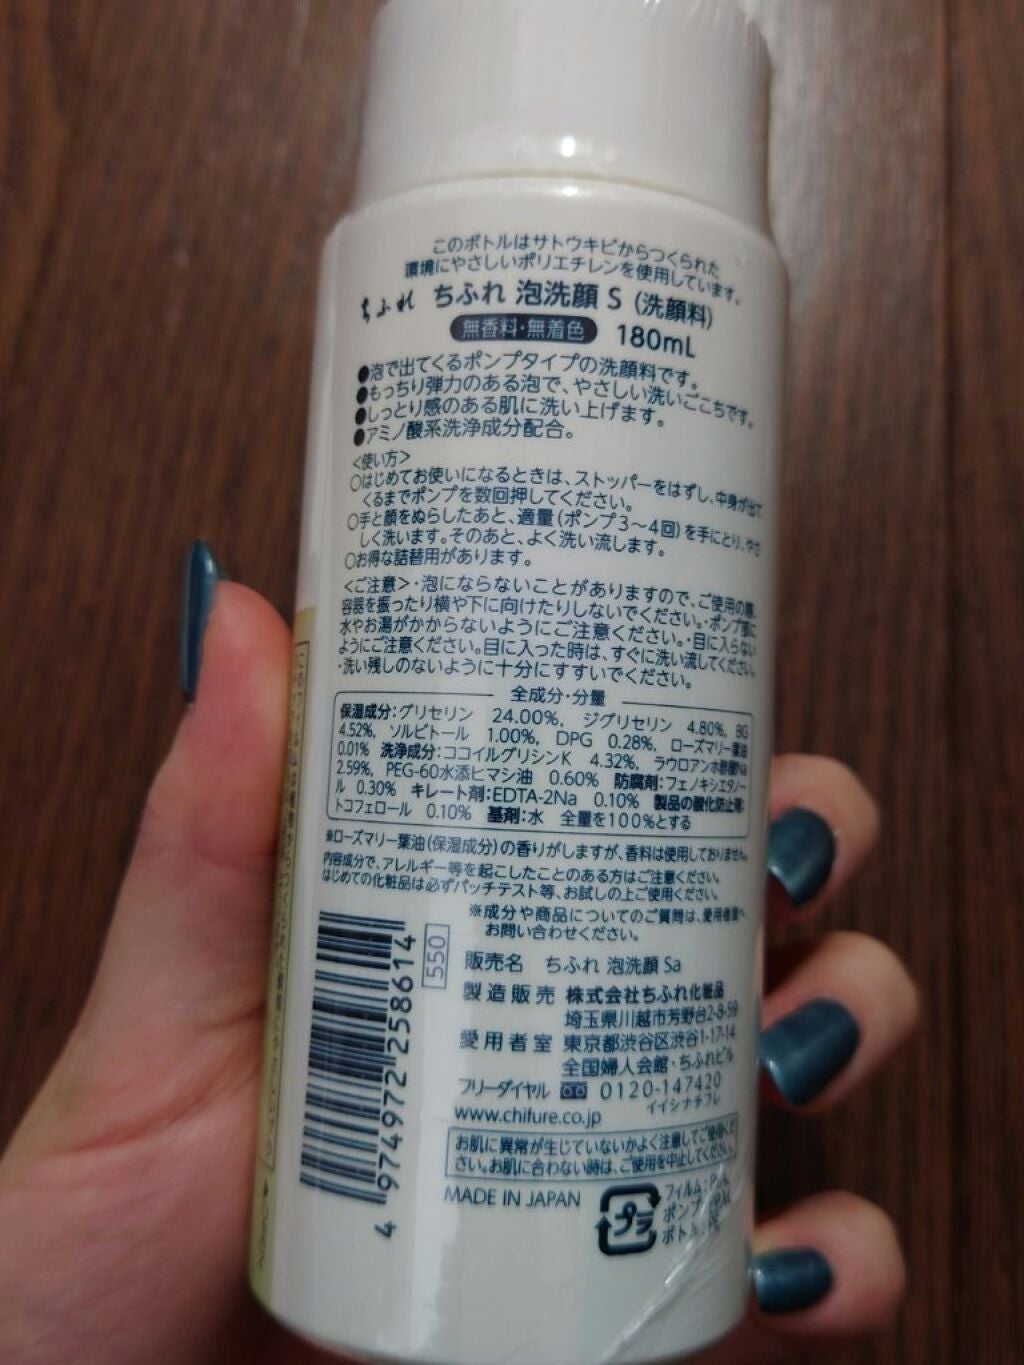 このボトルはサトウキビからつくられた
環境にやさしいポリエチレンを使用しています。
ちふれ ちふれ 泡洗顔 S (洗顔料)
無香料・無着色 180mL
●泡で出てくるポンプタイプの洗顔料です。
●もっちり弾力のある泡で、やさしい洗いごこちです。
●しっとり感のある肌に洗い上げます。
●アミノ酸系洗浄成分配合。
<使い方>
○はじめてお使いになるときは、ストッパーをはずし、中身が出て
くるまでポンプを数回押してください。
○手と顔をぬらしたあと、適量(ポンプ3〜4回)を手にとり、やさ
しく洗います。そのあと、よく洗い流します。
○お得な詰替用があります。
<ご注意>・泡にならないことがありますので、ご使用の際、
容器を振ったり横や下に向けたりしないでください。・ポンプ部に
水やお湯がかからないようにご注意ください。・目に入らない
ようにご注意ください。目に入った時は、すぐに洗い流してください。
・洗い残しのないように十分にすすいでください。
全成分・分量
保湿成分:グリセリン 24.00%, ジグリセリン 4.80%, BG
4.52%, ソルビトール 1.00%, DPG 0.28%, ローズマリー葉油
0.01% 洗浄成分:ココイルグリシンK 4.32%, ラウロアンホ酢酸Na
2.59%, PEG-60水添ヒマシ油 0.60% 防腐剤:フェノキシエタノー
ル 0.30% キレート剤:EDTA-2Na 0.10% 製品の酸化防止剤:
トコフェロール 0.10% 基剤:水 全量を100%とする
※ローズマリー葉油(保湿成分)の香りがしますが、香料は使用しておりません。
内容成分で、アレルギー等を起こしたことのある方はご注意ください。
はじめての化粧品は必ずパッチテスト等、お試しの上ご使用ください。
※成分や商品についてのご質問は、愛用者室へ
お問い合わせください。
550
販売名 ちふれ 泡洗顔 Sa
製造販売 株式会社ちふれ化粧品
埼玉県川越市芳野台2-8-59
愛用者室 東京都渋谷区渋谷1-17-14
全国婦人会館・ちふれビル
フリーダイヤル 0120-147420
イイシナチフレ
www.chifure.co.jp
お肌に異常が生じていないかよく注意してご使用くだ
さい。お肌に合わない時は、ご使用を中止してください。
MADE IN JAPAN
プラ
フィルム:
ポンプ:
ボトル:
4 974972 258614
OPEN